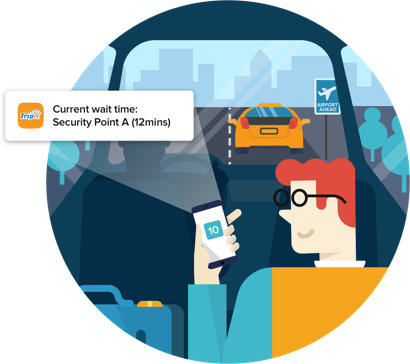 TripIt
Current wait time:
Security Point A (12mins)
AIRPORT
AHEAD
10